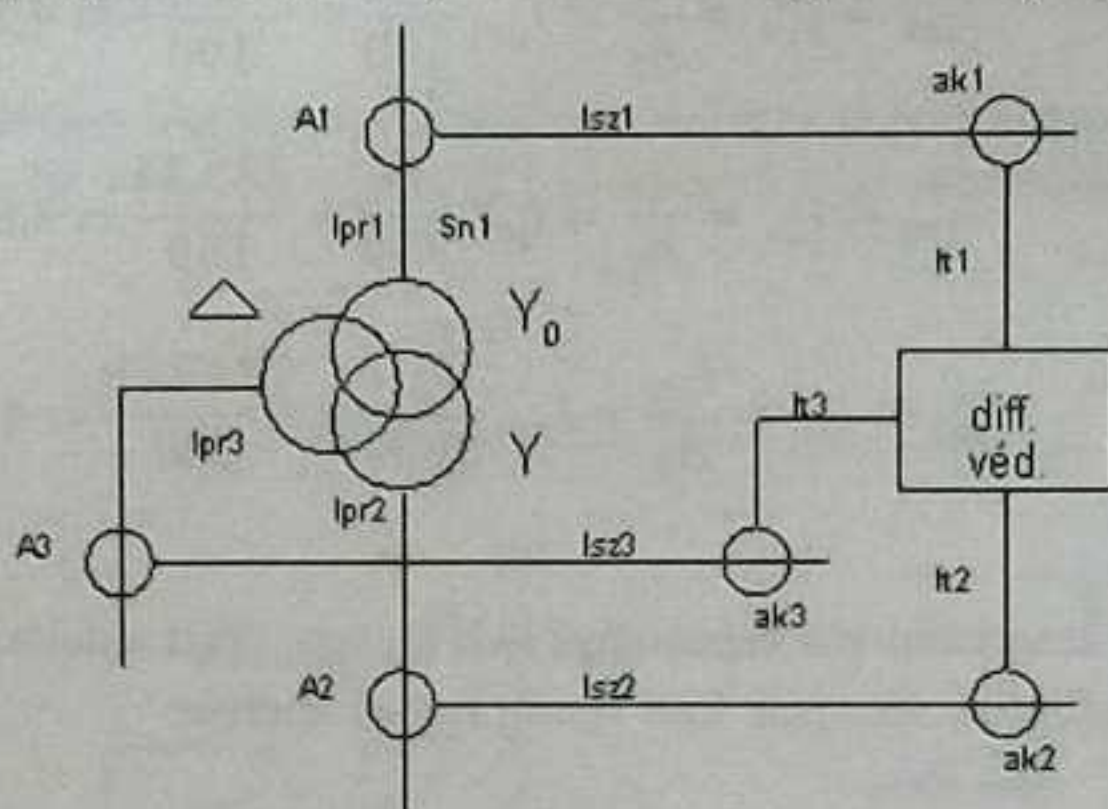 ak1
A1
Isz1
Ipr1 Sn1
It1
Y0
It3
diff.
véd.
Ipr3
Y
Ipr2
A3
Isz3
It2
ak3
A2
Isz2
ak2